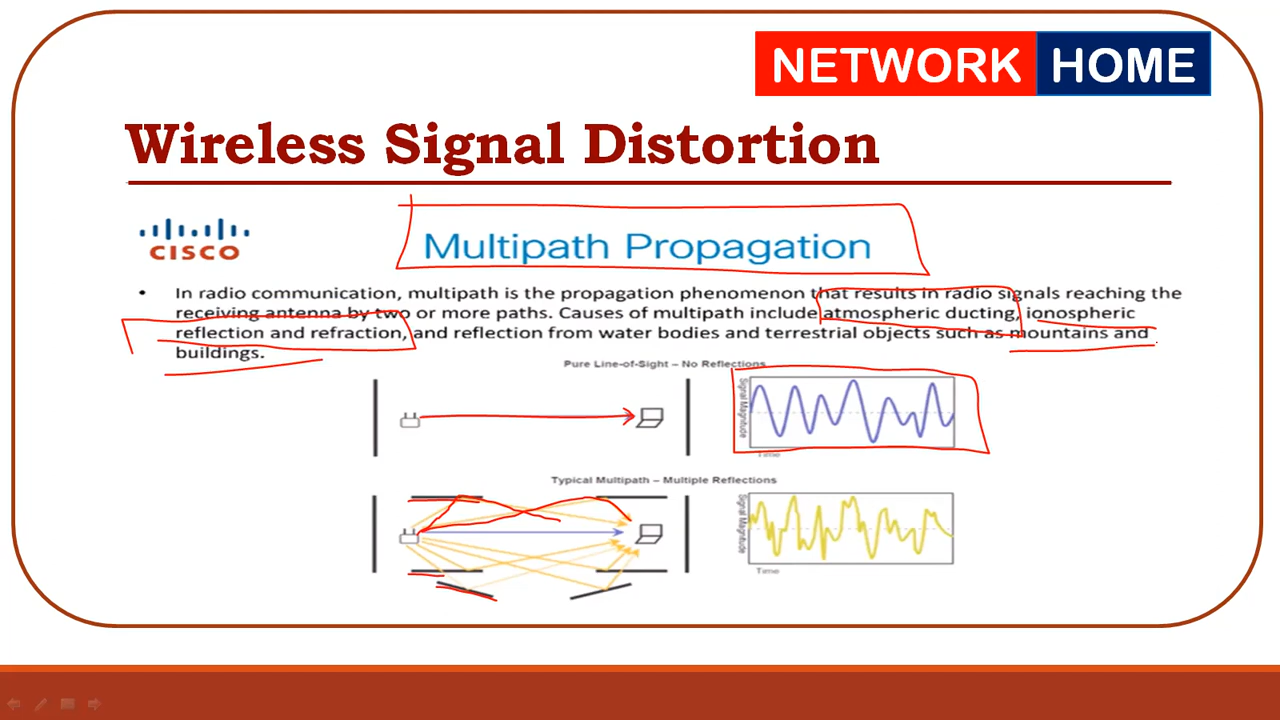 NETWORK HOME
Wireless Signal Distortion
CISCO
Multipath Propagation
• In radio communication, multipath is the propagation phenomenon that results in radio signals reaching the
receiving antenna by two or more paths. Causes of multipath include atmospheric ducting, ionospheric
reflection and refraction, and reflection from water bodies and terrestrial objects such as mountains and
buildings.
Pure Line-of-Sight – No Reflections
Signal Magnitude
Time
Typical Multipath – Multiple Reflections
Signal Magnitude
Time